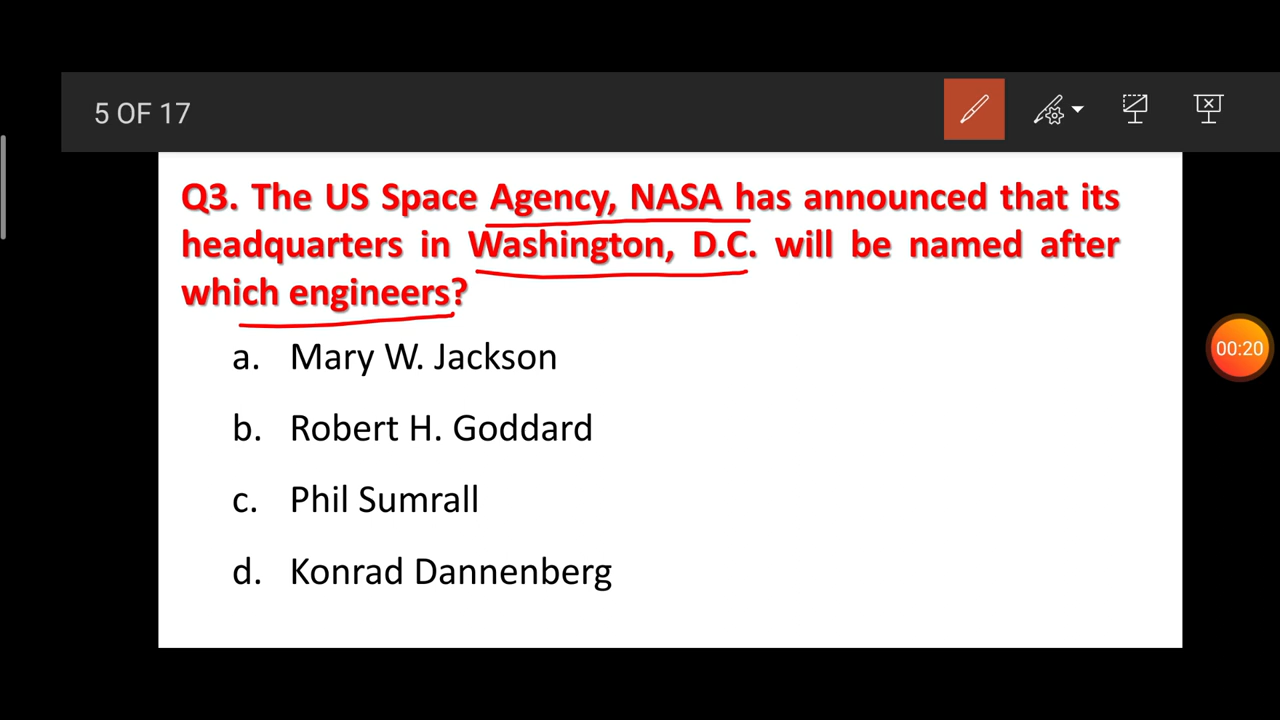 5 OF 17
Q3. The US Space Agency, NASA has announced that its
headquarters in Washington, D.C. will be named after
which engineers?
a. Mary W. Jackson
b. Robert H. Goddard
c. Phil Sumrall
d. Konrad Dannenberg
00:20